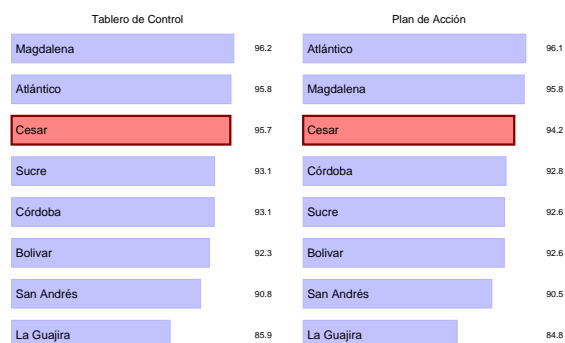 Tablero de Control
Magdalena 96.2
Atlántico 95.8
Cesar 95.7
Sucre 93.1
Córdoba 93.1
Bolivar 92.3
San Andrés 90.8
La Guajira 85.9
Plan de Acción
Atlántico 96.1
Magdalena 95.8
Cesar 94.2
Córdoba 92.8
Sucre 92.6
Bolivar 92.6
San Andrés 90.5
La Guajira 84.8